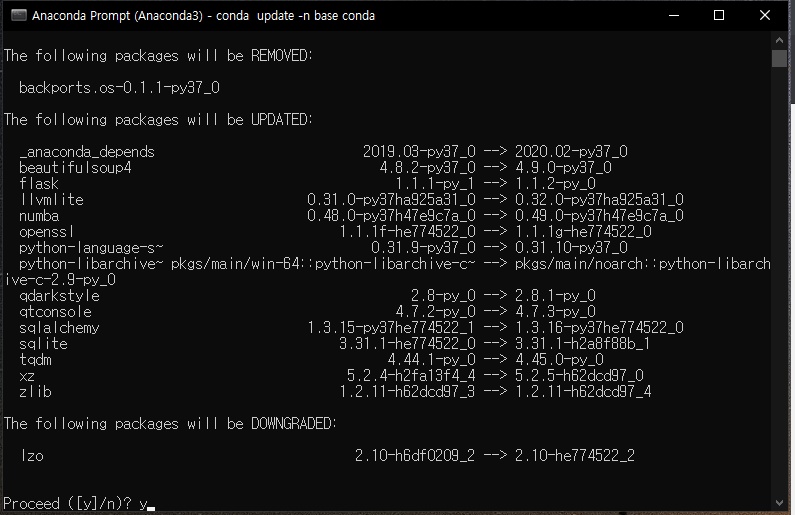 Anaconda Prompt (Anaconda3) - conda  update -n base conda
The following packages will be REMOVED:
backports.os-0.1.1-py37_0
The following packages will be UPDATED:
_anaconda_depends 2019.03-py37_0 --> 2020.02-py37_0
beautifulsoup4 4.8.2-py37_0 --> 4.9.0-py37_0
flask 1.1.1-py_1 --> 1.1.2-py_0
llvmlite 0.31.0-py37ha925a31_0 --> 0.32.0-py37ha925a31_0
numba 0.48.0-py37h47e9c7a_0 --> 0.49.0-py37h47e9c7a_0
openssl 1.1.1f-he774522_0 --> 1.1.1g-he774522_0
python-language-s~ 0.31.9-py37_0 --> 0.31.10-py37_0
python-libarchive~ pkgs/main/win-64::python-libarchive-c~ --> pkgs/main/noarch::python-libarch
ive-c-2.9-py_0
qdarkstyle 2.8-py_0 --> 2.8.1-py_0
qtconsole 4.7.2-py_0 --> 4.7.3-py_0
sqlalchemy 1.3.15-py37he774522_1 --> 1.3.16-py37he774522_0
sqlite 3.31.1-he774522_0 --> 3.31.1-h2a8f88b_1
tqdm 4.44.1-py_0 --> 4.45.0-py_0
xz 5.2.4-h2fa13f4_4 --> 5.2.5-h62dcd97_0
zlib 1.2.11-h62dcd97_3 --> 1.2.11-h62dcd97_4
The following packages will be DOWNGRADED:
lzo 2.10-h6df0209_2 --> 2.10-he774522_2
Proceed ([y]/n)? y